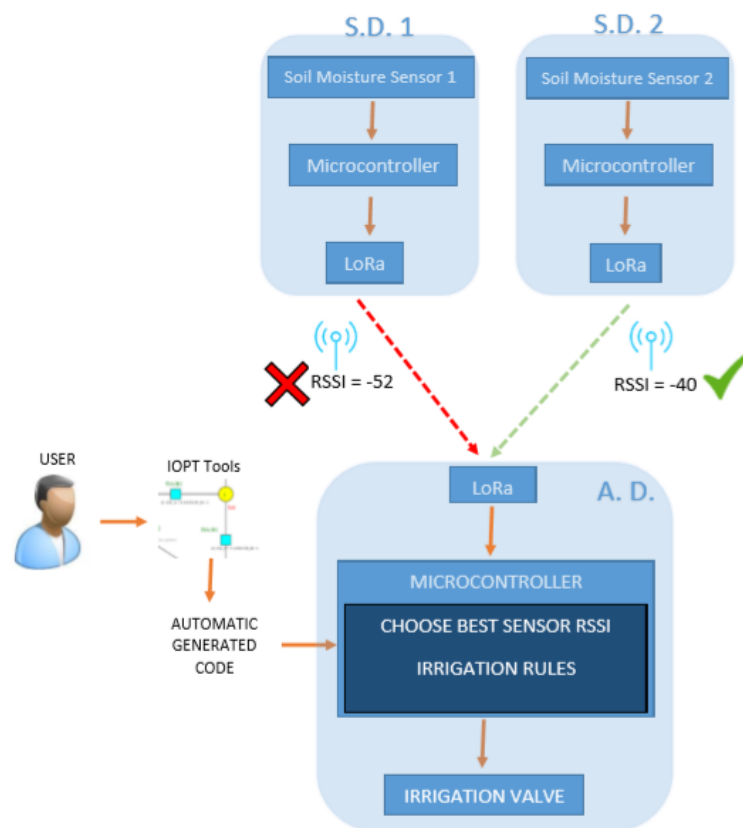 S.D. 1
S.D. 2
Soil Moisture Sensor 1
Soil Moisture Sensor 2
Microcontroller
Microcontroller
LoRa
LoRa
RSSI = -52
RSSI = -40
USER
IOPT Tools
LoRa
A. D.
MICROCONTROLLER
CHOOSE BEST SENSOR RSSI
IRRIGATION RULES
AUTOMATIC
GENERATED
CODE
IRRIGATION VALVE